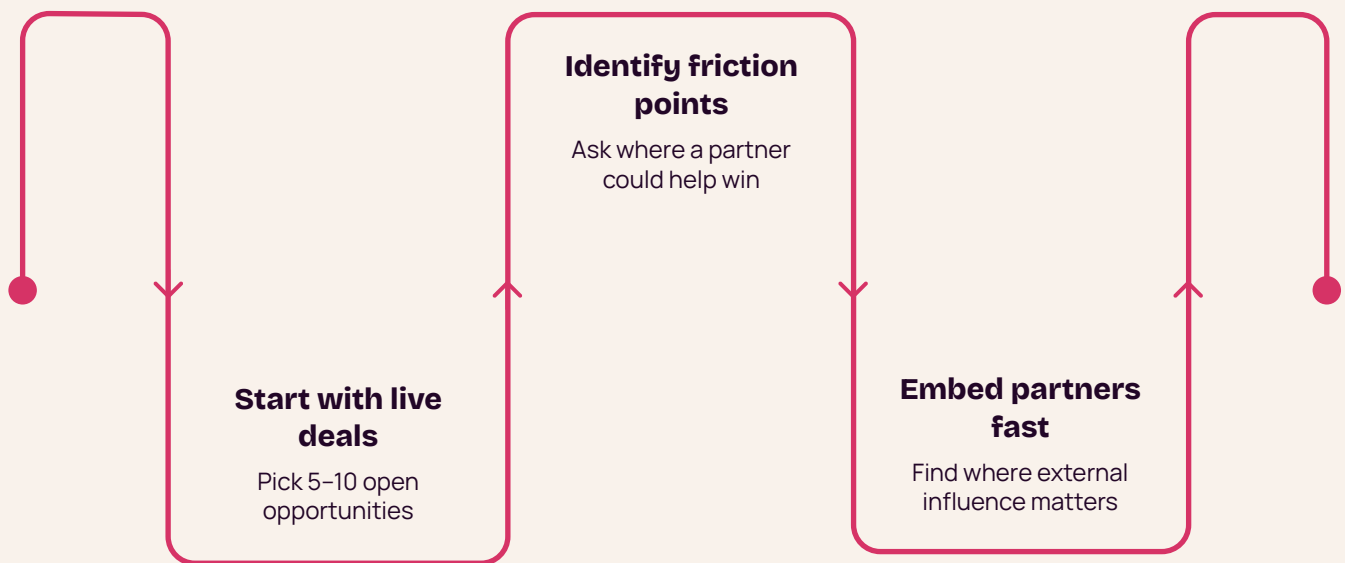 Start with live
deals
Pick 5–10 open
opportunities
Identify friction
points
Ask where a partner
could help win
Embed partners
fast
Find where external
influence matters